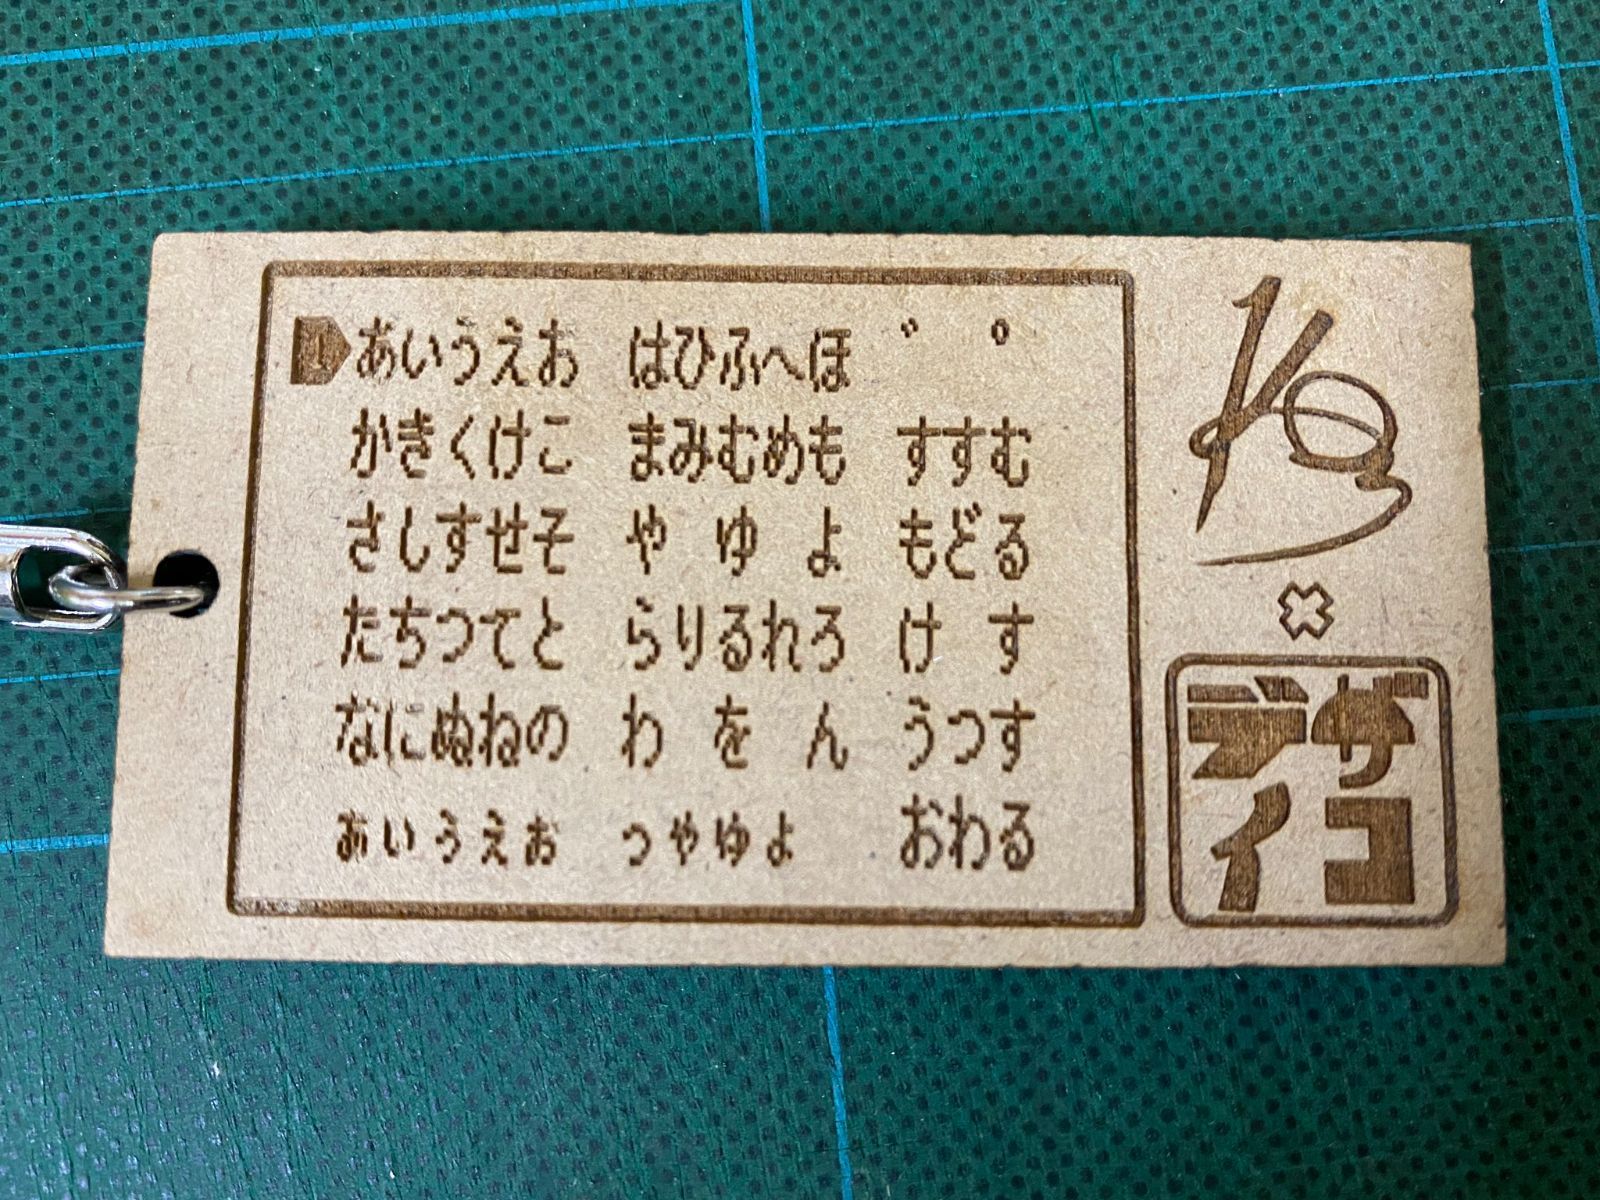 1 あいうえお はひふへほ ゛ ゜
かきくけこ まみむめも すすむ
さしすせそ や ゆ よ もどる
たちつてと らりるれろ け す
なにぬねの わ を ん うつす
ぁぃぅぇぉ っゃゅょ おわる
×
デザ
イコ